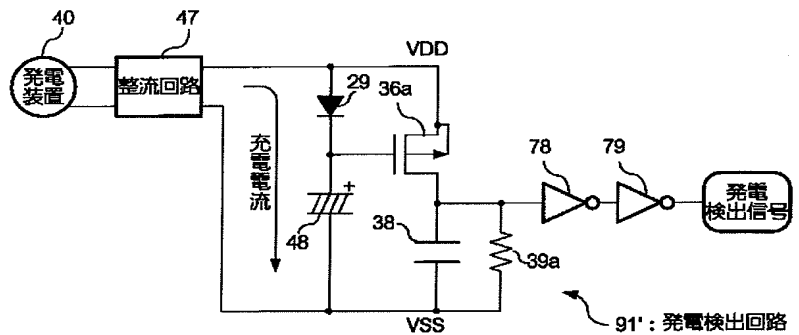 40
47
発電
装置
整流回路
VDD
29
36a
充電電流
+
48
78
79
発電
検出信号
38
39a
VSS
91'：発電検出回路